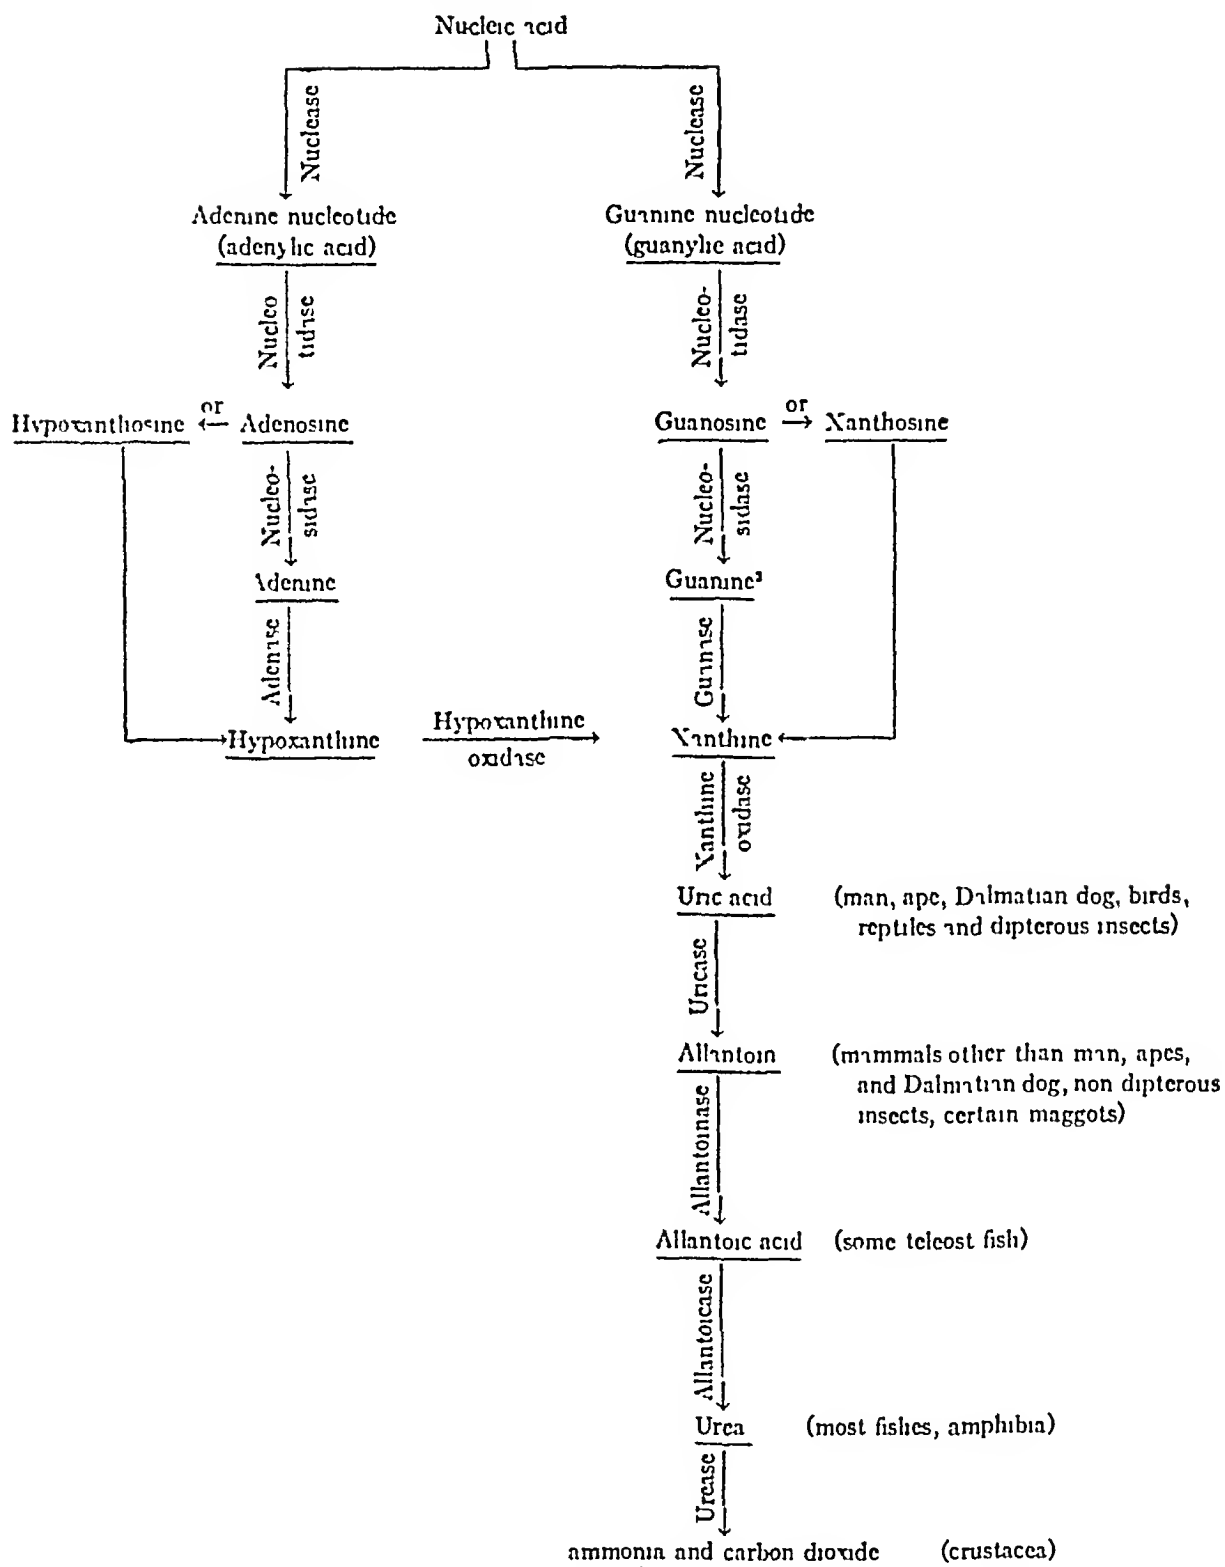 Nucleic acid
Nuclease
Nuclease
Adenine nucleotide
(adenylic acid)
Guanine nucleotide
(guanylic acid)
Nucleo
tidase
Nucleo-
tidase
Hypoxanthosine
or
Adenosine
Guanosine
or
Xanthosine
Nucleo-
sidase
Nucleo-
sidase
Adenine
Guanine³
Adenase
Guanase
Hypoxanthine
Hypoxanthine
oxidase
Xanthine
Xanthine
oxidase
Uric acid
(man, ape, Dalmatian dog, birds,
reptiles and dipterous insects)
Uricase
Allantoin
(mammals other than man, apes,
and Dalmatian dog, non dipterous
insects, certain maggots)
Allantoinase
Allantoic acid
(some teleost fish)
Allantoicase
Urea
(most fishes, amphibia)
Urease
ammonia and carbon dioxide
(crustacea)